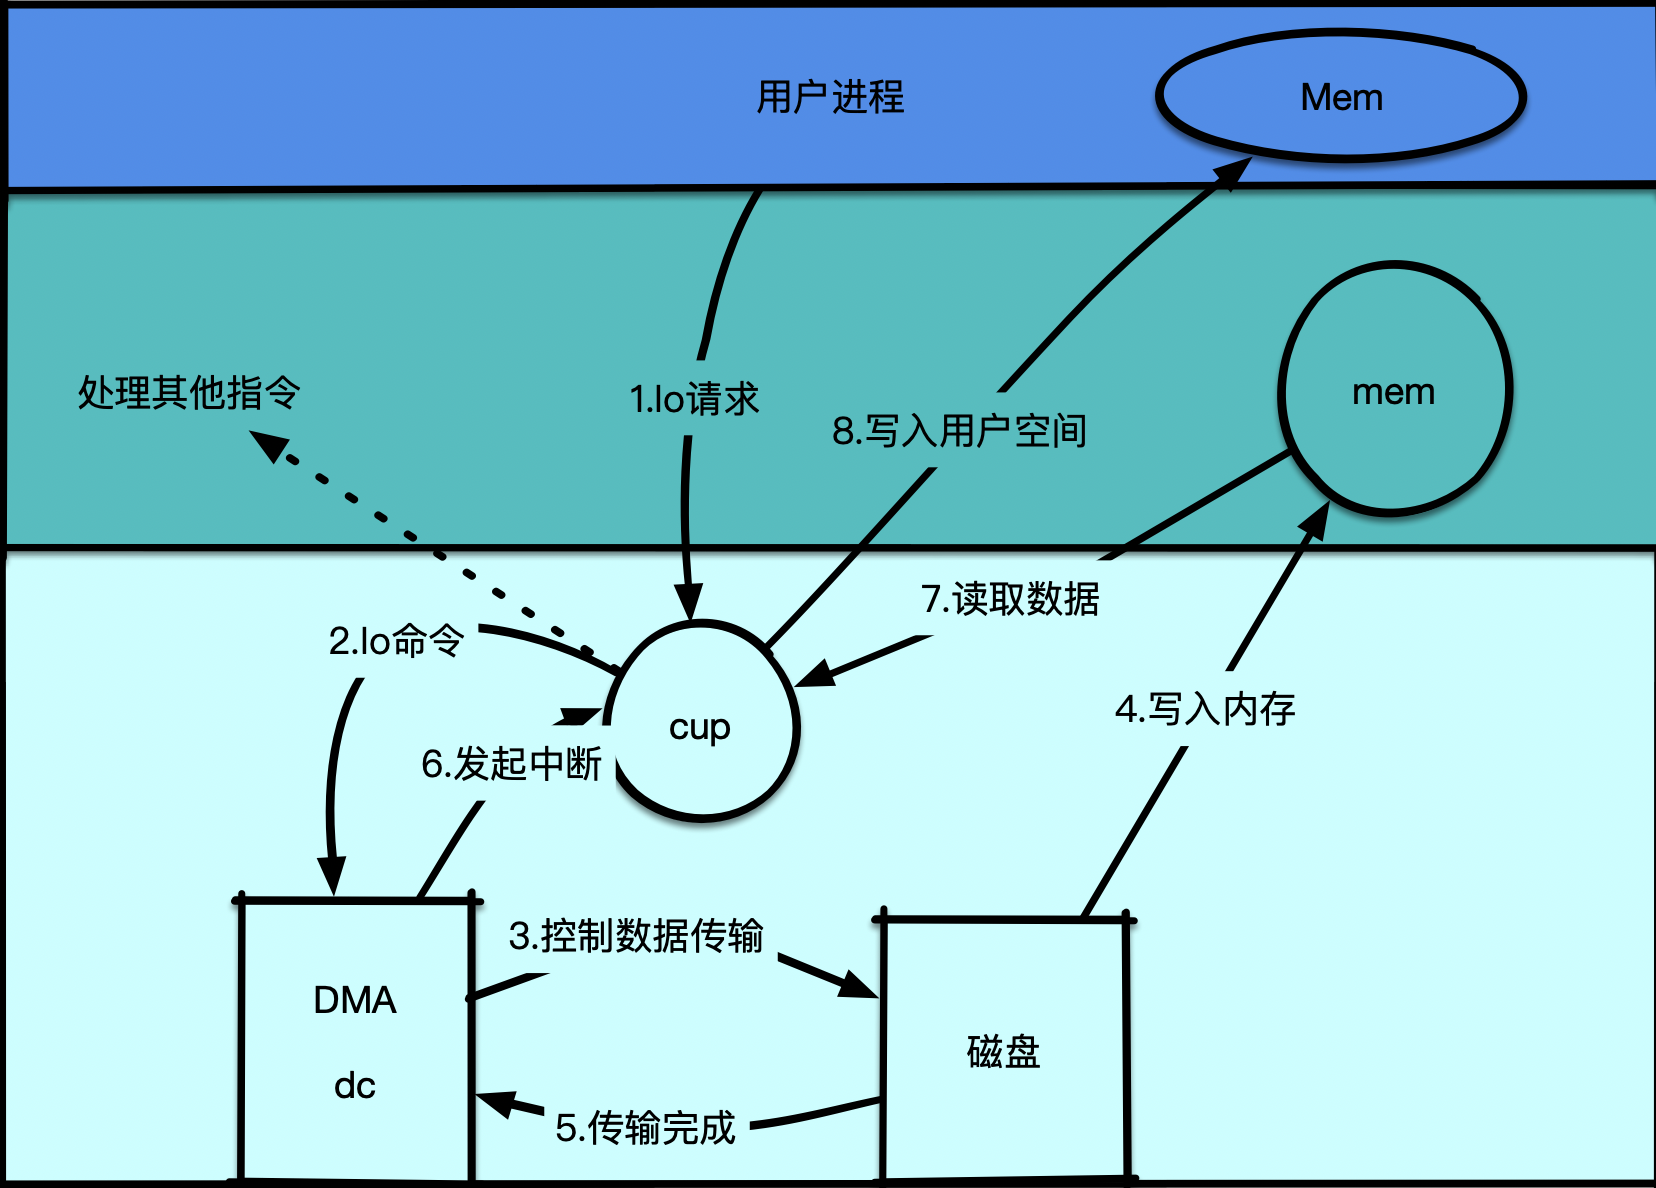 用户进程
Mem
处理其他指令
1.Io请求
8.写入用户空间
mem
7.读取数据
2.Io命令
4.写入内存
cup
6.发起中断
3.控制数据传输
DMA
dc
磁盘
5.传输完成